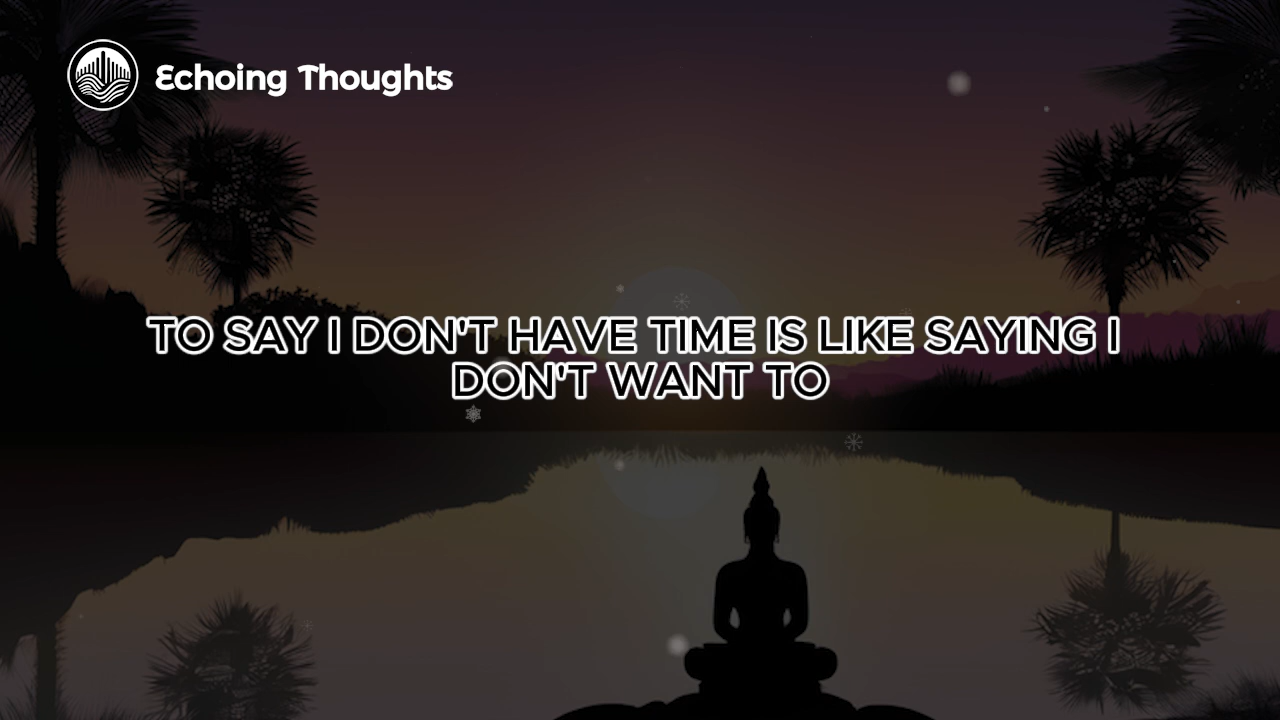 Echoing Thoughts
TO SAY I DON'T HAVE TIME IS LIKE SAYING I
DON'T WANT TO